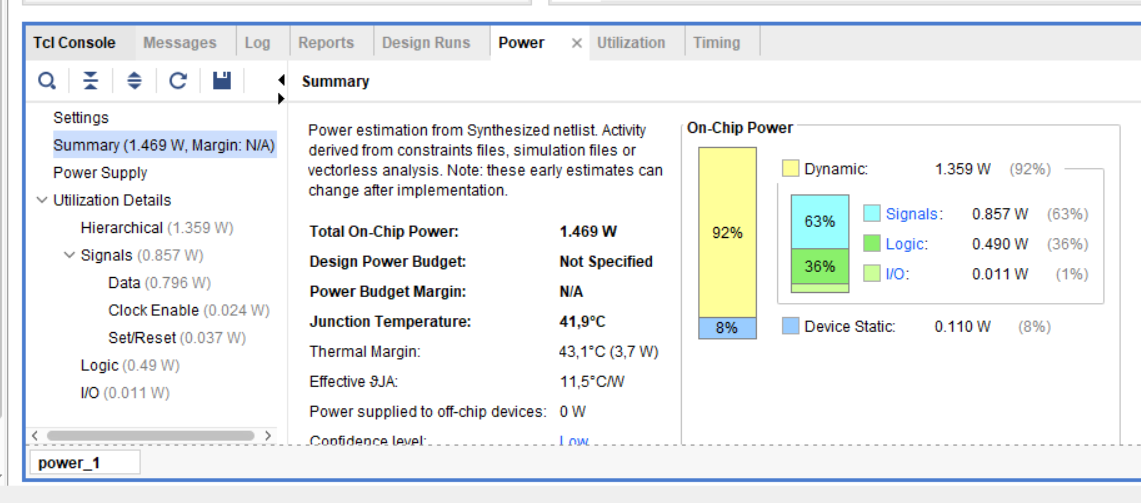 Tcl Console Messages Log Reports Design Runs Power × Utilization Timing
Summary
Settings
Summary (1.469 W, Margin: N/A)
Power Supply
Utilization Details
Hierarchical (1.359 W)
Signals (0.857 W)
Data (0.796 W)
Clock Enable (0.024 W)
Set/Reset (0.037 W)
Logic (0.49 W)
I/O (0.011 W)
Power estimation from Synthesized netlist. Activity
derived from constraints files, simulation files or
vectorless analysis. Note: these early estimates can
change after implementation.
Total On-Chip Power: 1.469 W
Design Power Budget: Not Specified
Power Budget Margin: N/A
Junction Temperature: 41,9°C
Thermal Margin: 43,1°C (3,7 W)
Effective ϑJA: 11,5°C/W
Power supplied to off-chip devices: 0 W
Confidence level: Low
On-Chip Power
92%
8%
Dynamic: 1.359 W (92%)
63%
36%
Signals: 0.857 W (63%)
Logic: 0.490 W (36%)
I/O: 0.011 W (1%)
Device Static: 0.110 W (8%)
power_1